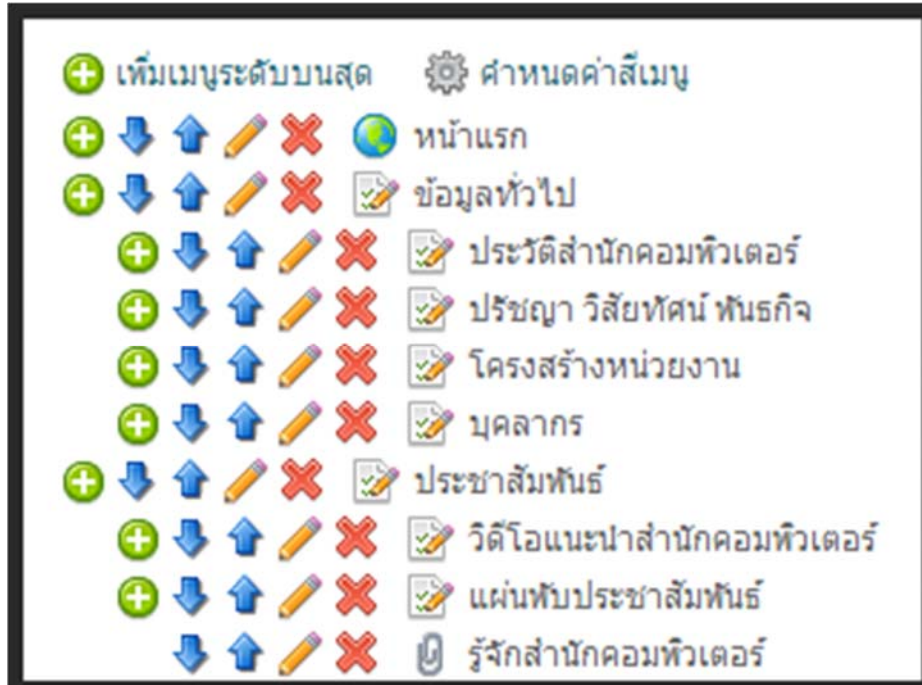 เพิ่มเมนูระดับบนสุด กำหนดค่าสีเมนู
หน้าแรก
ข้อมูลทั่วไป
ประวัติสำนักคอมพิวเตอร์
ปรัชญา วิสัยทัศน์ พันธกิจ
โครงสร้างหน่วยงาน
บุคลากร
ประชาสัมพันธ์
วิดีโอแนะนำสำนักคอมพิวเตอร์
แผ่นพับประชาสัมพันธ์
รู้จักสำนักคอมพิวเตอร์